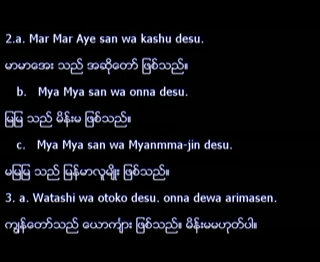 2.a. Mar Mar Aye san wa kashu desu.
မာမာအေး သည် အဆိုတော် ဖြစ်သည်။
b. Mya Mya san wa onna desu.
မြမြ သည် မိန်းမ ဖြစ်သည်။
c. Mya Mya san wa Myanmma-jin desu.
မမြမြ သည် မြန်မာလူမျိုး ဖြစ်သည်။
3. a. Watashi wa otoko desu. onna dewa arimasen.
ကျွန်တော်သည် ယောကျ်ား ဖြစ်သည်။ မိန်းမမဟုတ်ပါ။